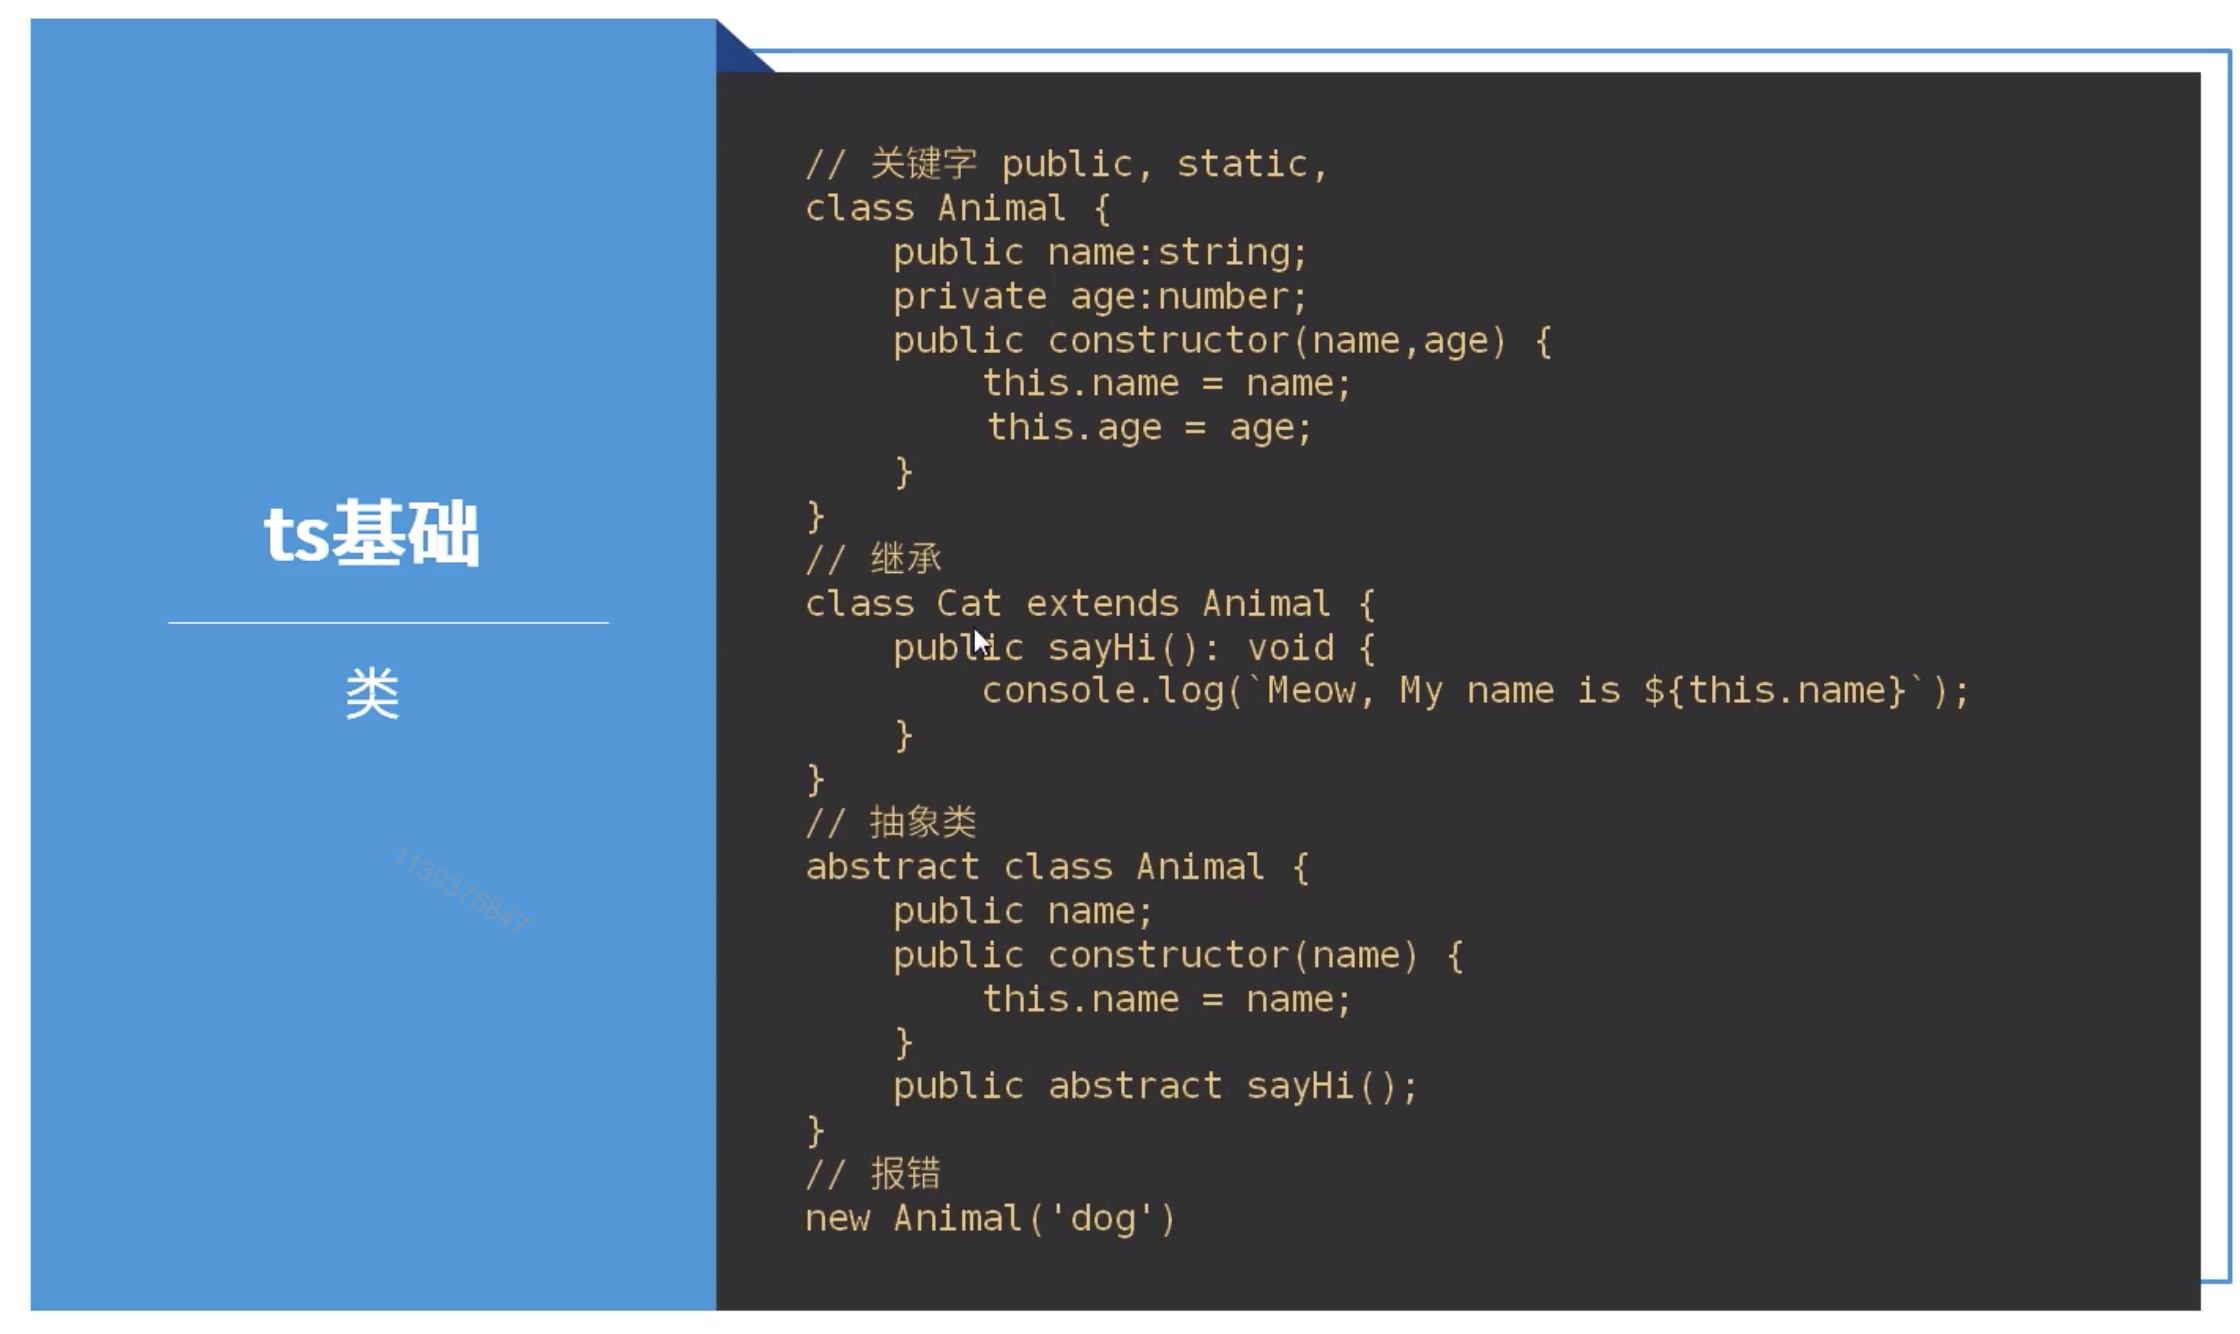 ts基础
类
1139375847
// 关键字 public, static,
class Animal {
    public name:string;
    private age:number;
    public constructor(name,age) {
        this.name = name;
        this.age = age;
    }
}
// 继承
class Cat extends Animal {
    public sayHi(): void {
        console.log(`Meow, My name is ${this.name}`);
    }
}
// 抽象类
abstract class Animal {
    public name;
    public constructor(name) {
        this.name = name;
    }
    public abstract sayHi();
}
// 报错
new Animal('dog')